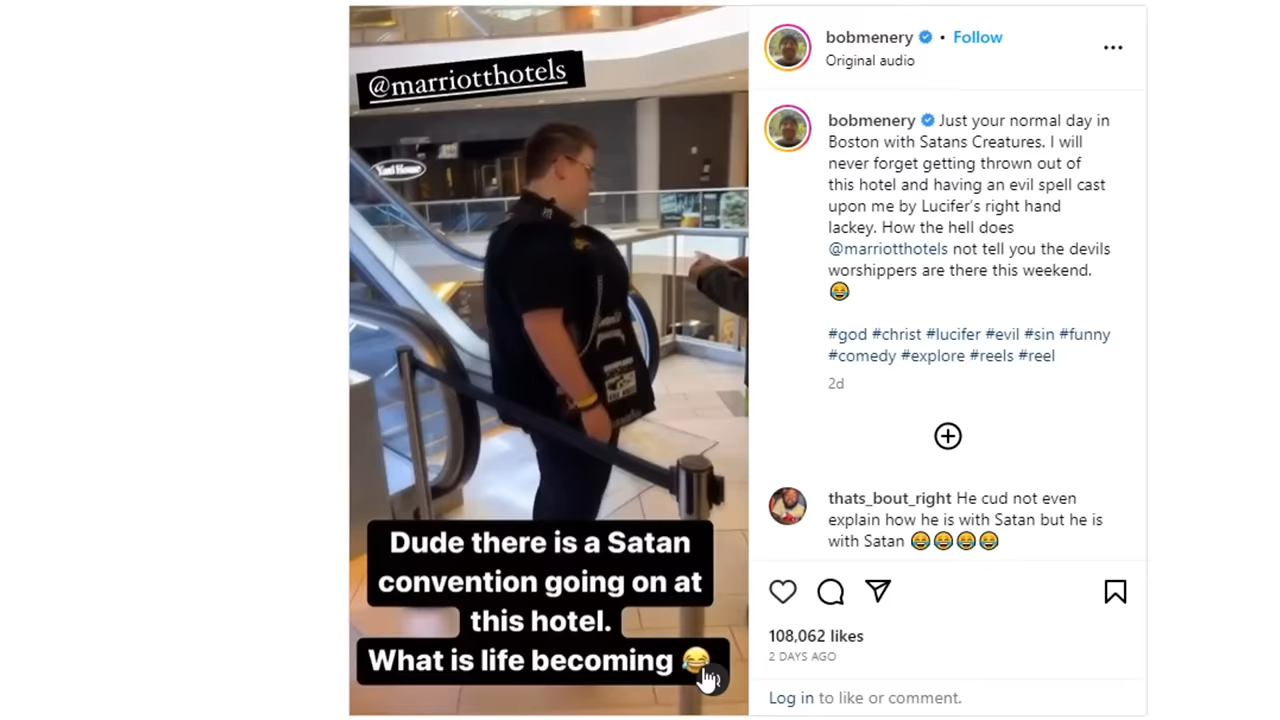 @marriotthotels
Yard House
Dude there is a Satan
convention going on at
this hotel.
What is life becoming 😂
bobmenery • Follow
Original audio
bobmenery Just your normal day in
Boston with Satans Creatures. I will
never forget getting thrown out of
this hotel and having an evil spell cast
upon me by Lucifer's right hand
lackey. How the hell does
@marriotthotels not tell you the devils
worshippers are there this weekend.
😂
#god #christ #lucifer #evil #sin #funny
#comedy #explore #reels #reel
2d
thats_bout_right He cud not even
explain how he is with Satan but he is
with Satan 😂😂😂😂
108,062 likes
2 DAYS AGO
Log in to like or comment.